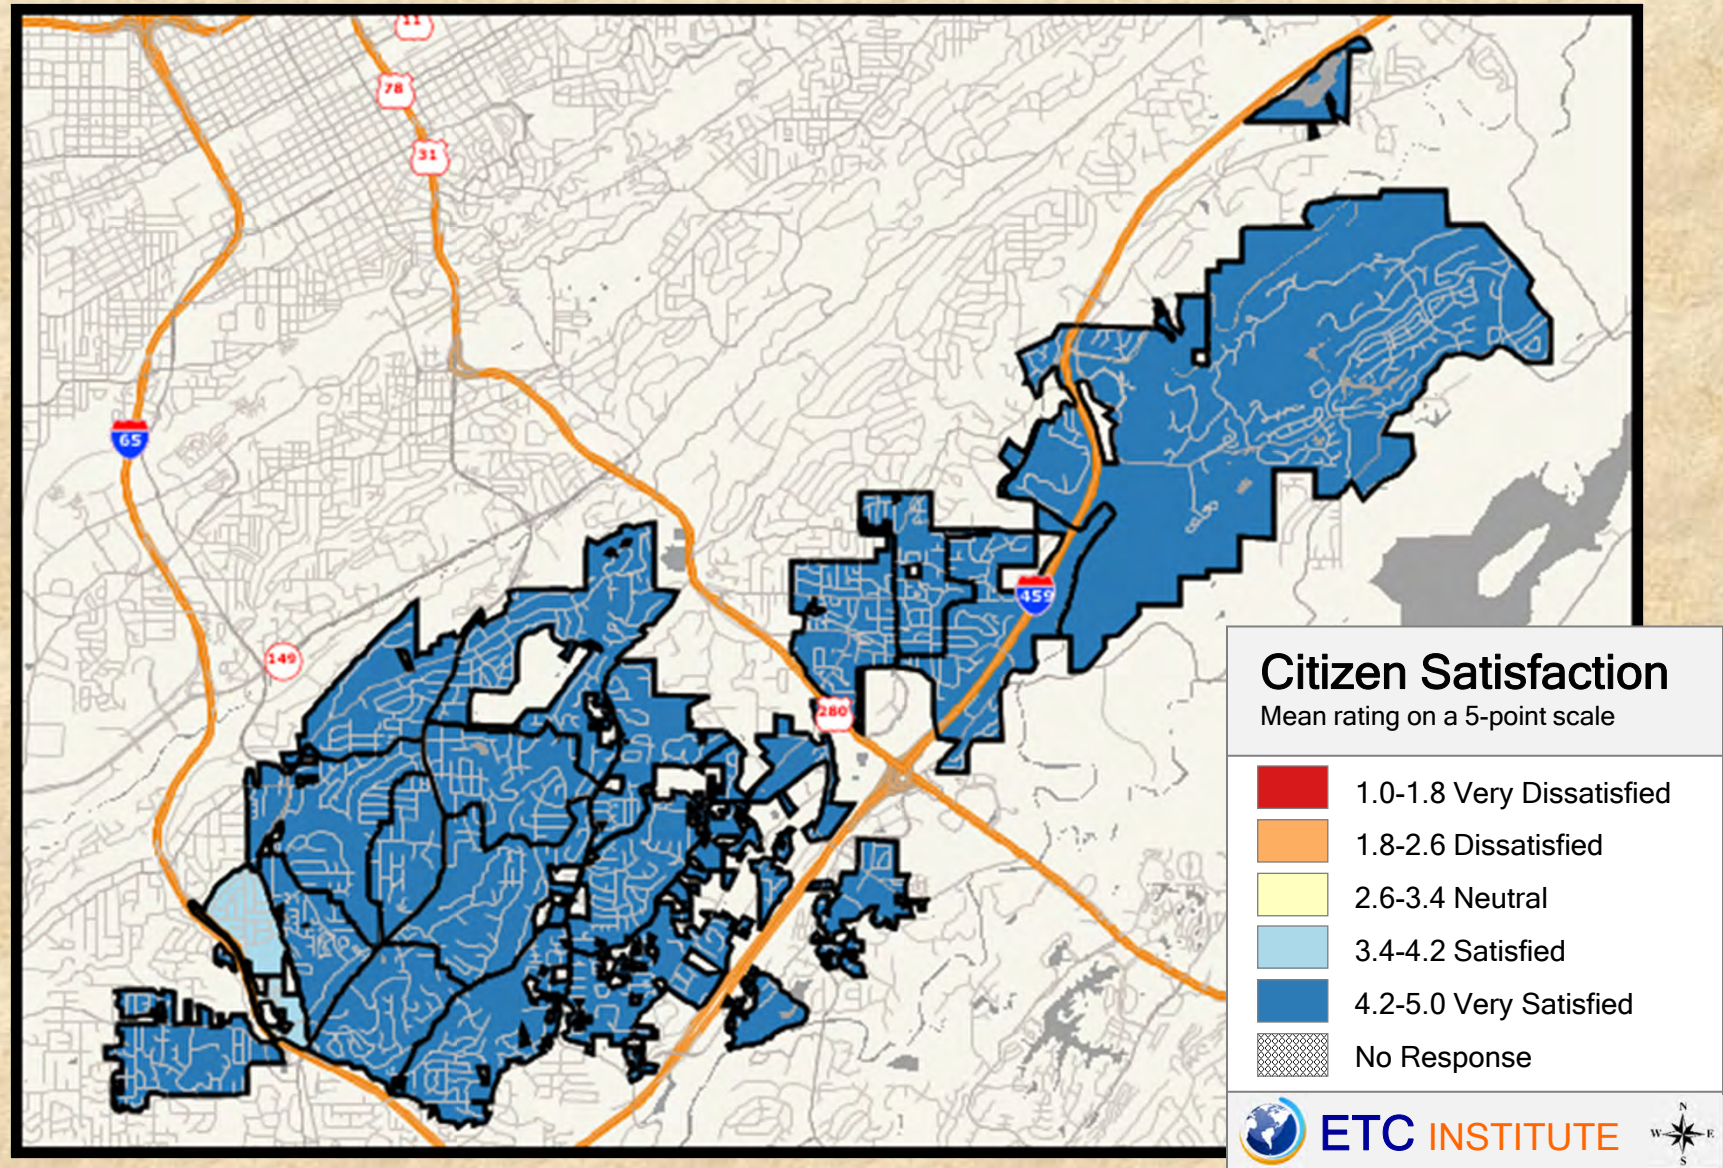 11
78
31
65
459
149
280
Citizen Satisfaction
Mean rating on a 5-point scale
1.0-1.8 Very Dissatisfied
1.8-2.6 Dissatisfied
2.6-3.4 Neutral
3.4-4.2 Satisfied
4.2-5.0 Very Satisfied
No Response
ETC INSTITUTE
N
W E
S